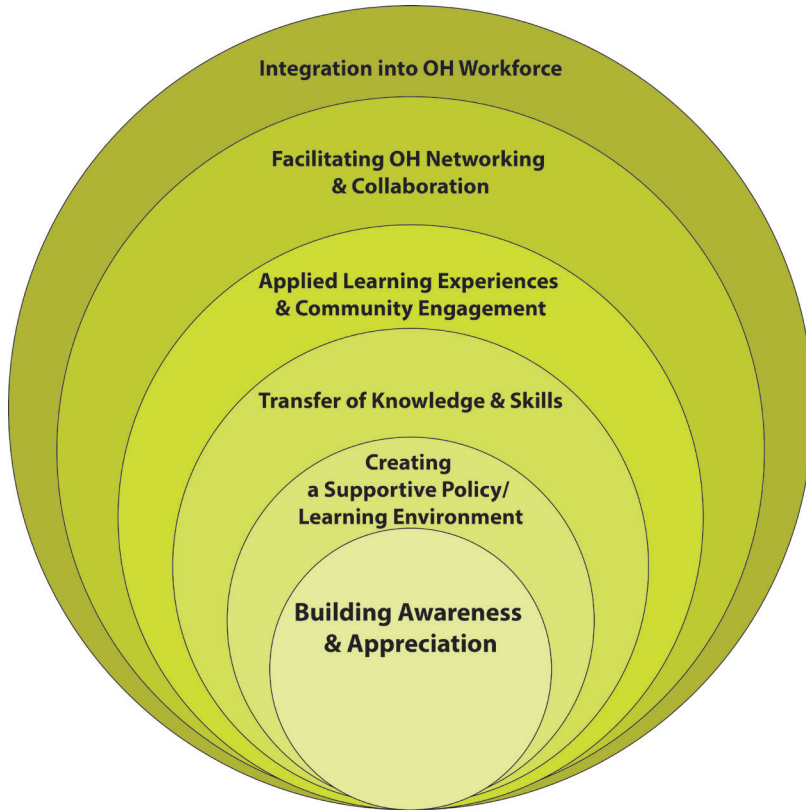 Integration into OH Workforce
Facilitating OH Networking
& Collaboration
Applied Learning Experiences
& Community Engagement
Transfer of Knowledge & Skills
Creating
a Supportive Policy/
Learning Environment
Building Awareness
& Appreciation